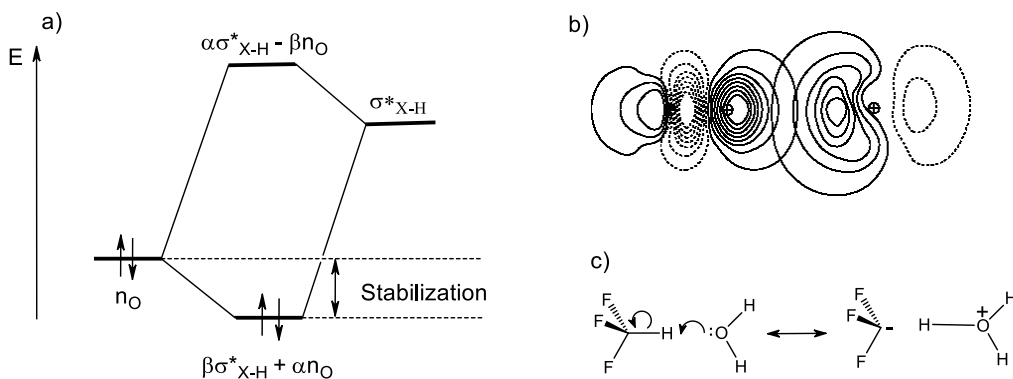 a)
E
ασ*X-H - βnO
σ*X-H
nO
Stabilization
βσ*X-H + αnO
b)
c)
F
F
F
H
:O
H
H
F
F
F
-
H
O
+
H
H